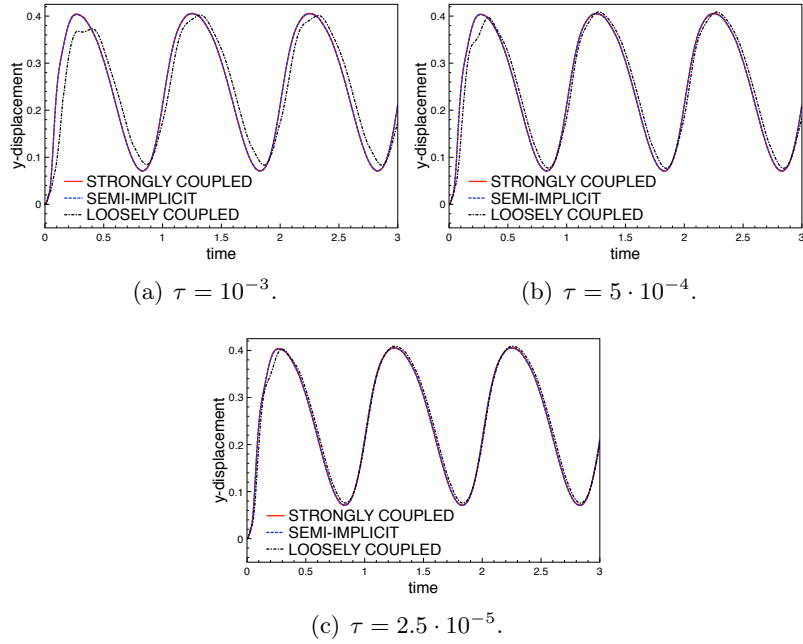 0.4
0.3
0.2
0.1
0
y-displacement
STRONGLY COUPLED
SEMI-IMPLICIT
LOOSELY COUPLED
0 0.5 1 1.5 2 2.5 3
time
(a) τ = 10⁻³.
0.4
0.3
0.2
0.1
0
y-displacement
STRONGLY COUPLED
SEMI-IMPLICIT
LOOSELY COUPLED
0 0.5 1 1.5 2 2.5 3
time
(b) τ = 5 · 10⁻⁴.
0.4
0.3
0.2
0.1
0
y-displacement
STRONGLY COUPLED
SEMI-IMPLICIT
LOOSELY COUPLED
0 0.5 1 1.5 2 2.5 3
time
(c) τ = 2.5 · 10⁻⁵.